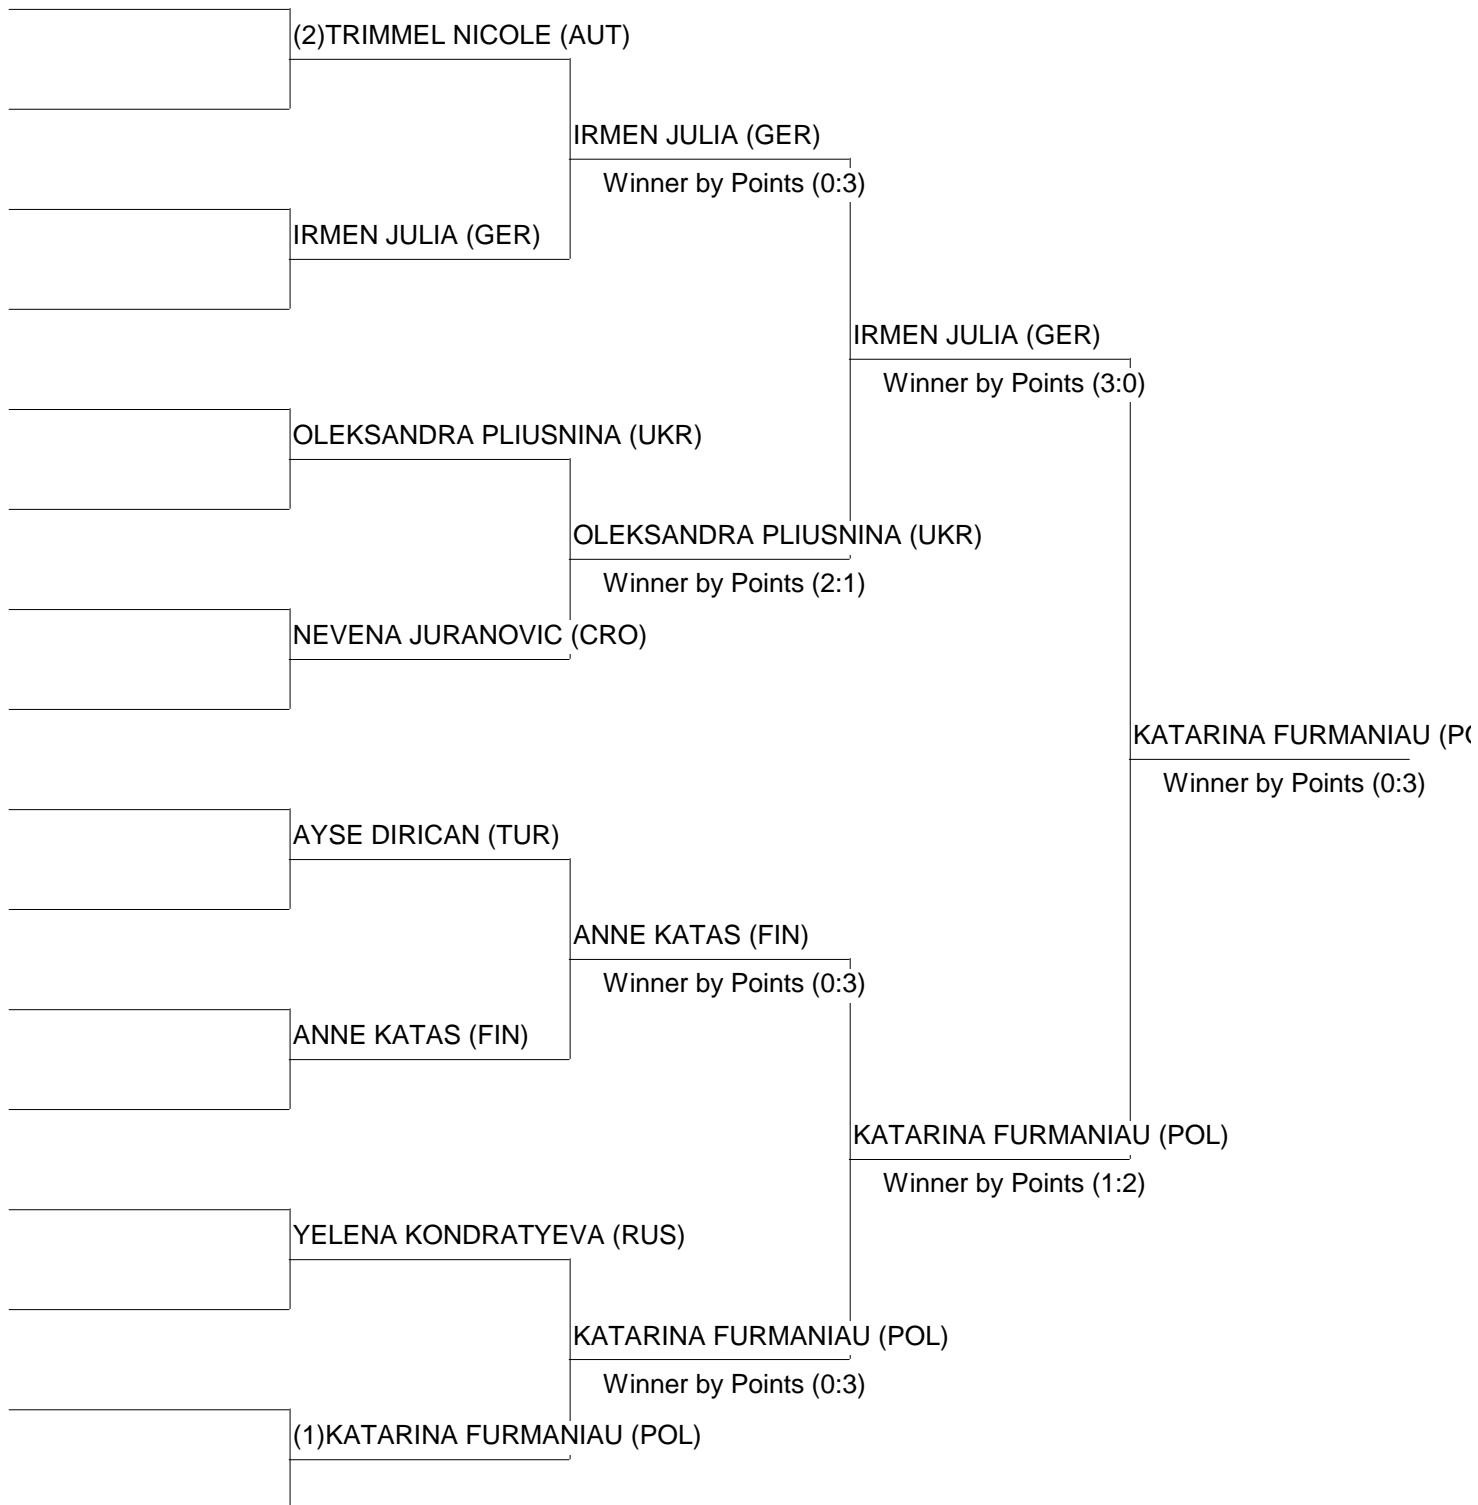 (2)TRIMMEL NICOLE (AUT)
IRMEN JULIA (GER)
Winner by Points (0:3)
IRMEN JULIA (GER)
IRMEN JULIA (GER)
Winner by Points (3:0)
OLEKSANDRA PLIUSNINA (UKR)
OLEKSANDRA PLIUSNINA (UKR)
Winner by Points (2:1)
NEVENA JURANOVIC (CRO)
KATARINA FURMANIAU (PO
Winner by Points (0:3)
AYSE DIRICAN (TUR)
ANNE KATAS (FIN)
Winner by Points (0:3)
ANNE KATAS (FIN)
KATARINA FURMANIAU (POL)
Winner by Points (1:2)
YELENA KONDRATYEVA (RUS)
KATARINA FURMANIAU (POL)
Winner by Points (0:3)
(1)KATARINA FURMANIAU (POL)